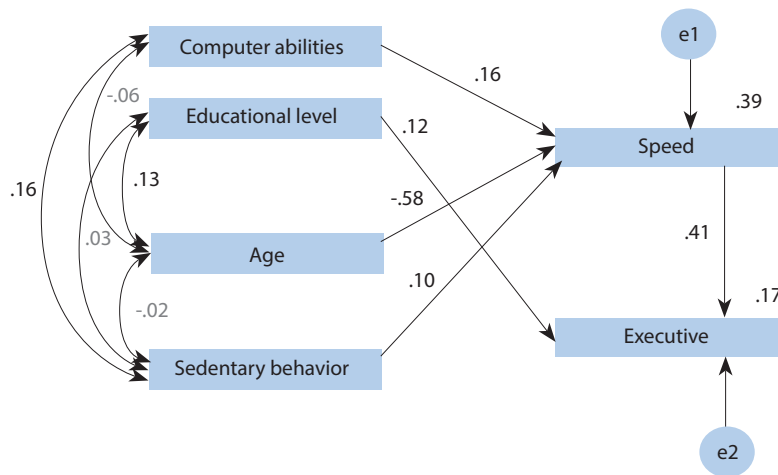 e1
Computer abilities
.16
-.06
.39
Educational level
.12
Speed
.13
.16
-.58
.03
Age
.41
.10
-.02
.17
Executive
Sedentary behavior
e2